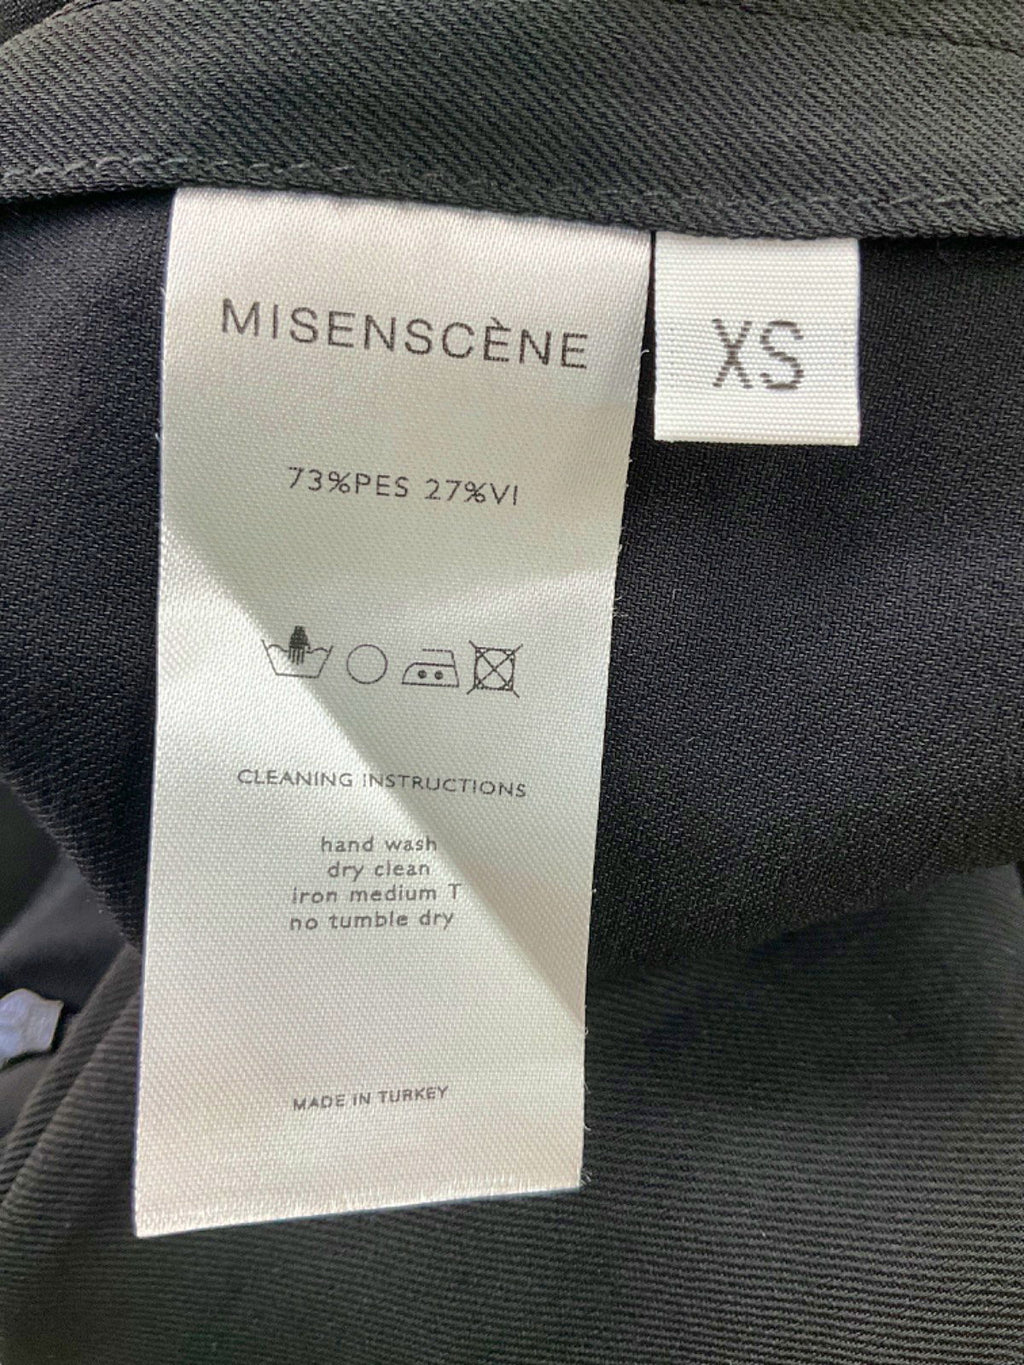 MISENSCÈNE
XS
73%PES 27%VI
CLEANING INSTRUCTIONS
hand wash
dry clean
iron medium T
no tumble dry
MADE IN TURKEY